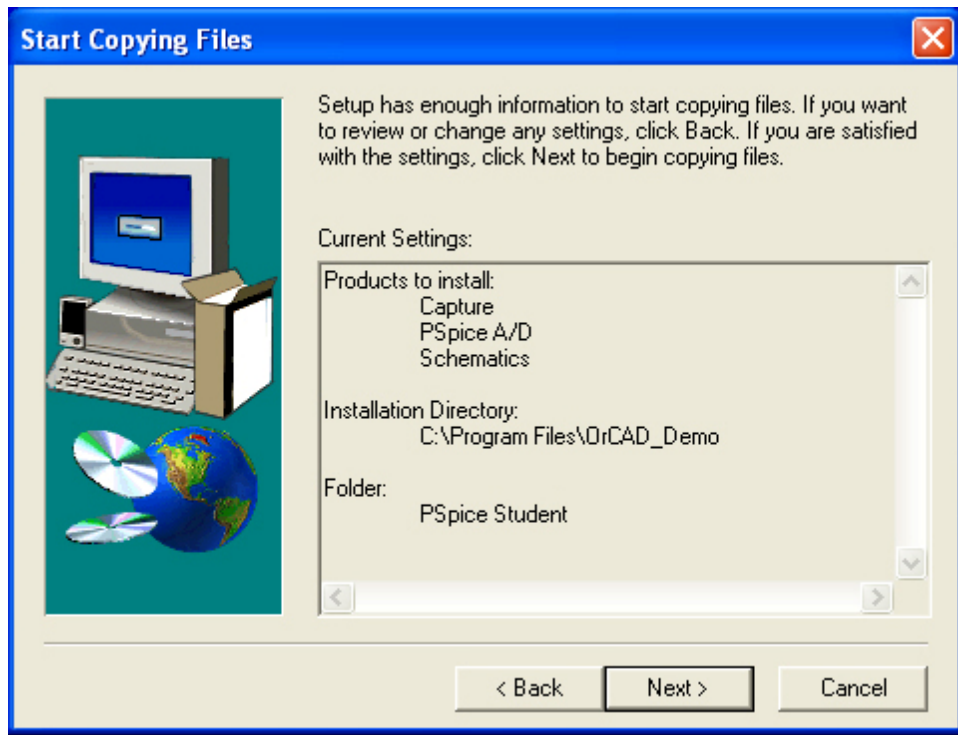 Start Copying Files
Setup has enough information to start copying files. If you want
to review or change any settings, click Back. If you are satisfied
with the settings, click Next to begin copying files.
Current Settings:
Products to install:
Capture
PSpice A/D
Schematics
Installation Directory:
C:\Program Files\OrCAD_Demo
Folder:
PSpice Student
< Back
Next >
Cancel